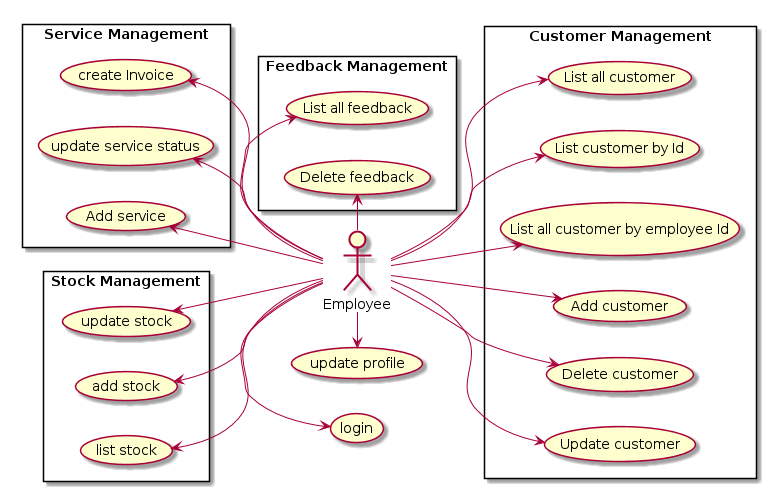 Service Management
create Invoice
update service status
Add service
Feedback Management
List all feedback
Delete feedback
Customer Management
List all customer
List customer by Id
List all customer by employee Id
Add customer
Delete customer
Update customer
Stock Management
update stock
add stock
list stock
Employee
update profile
login